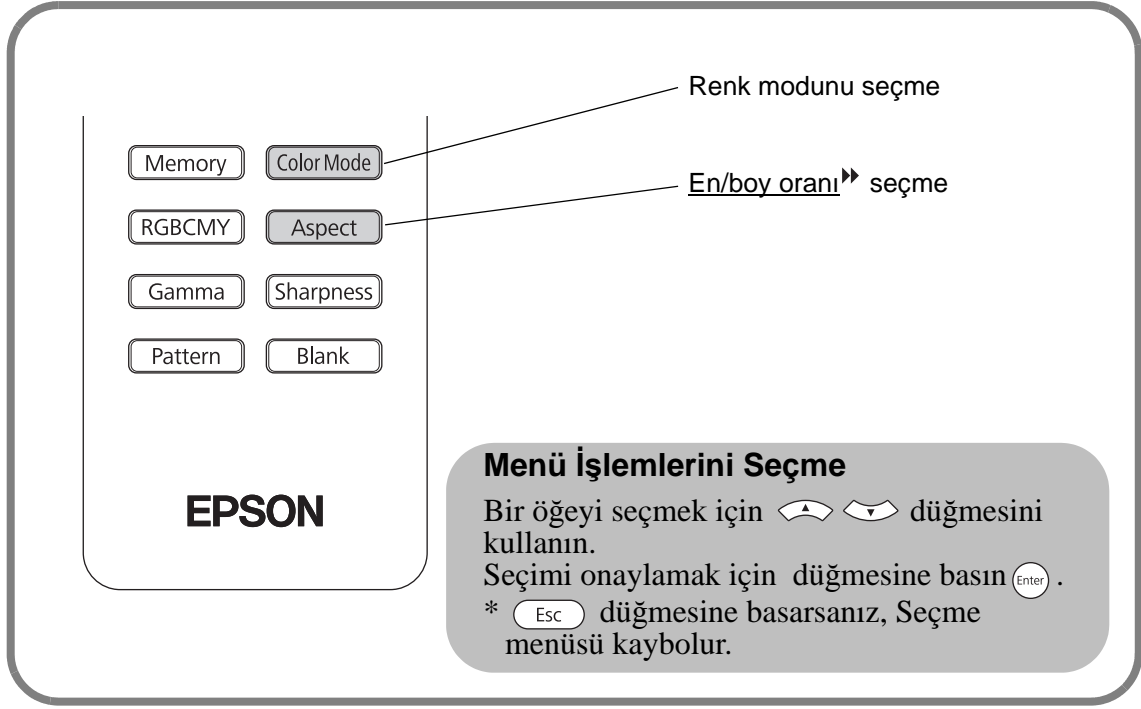 Renk modunu seçme
Memory Color Mode
En/boy oranı seçme
RGBCMY Aspect
Gamma Sharpness
Pattern Blank
EPSON
Menü İşlemlerini Seçme
Bir öğeyi seçmek için düğmesini
kullanın.
Seçimi onaylamak için düğmesine basın Enter .
* Esc düğmesine basarsanız, Seçme
menüsü kaybolur.